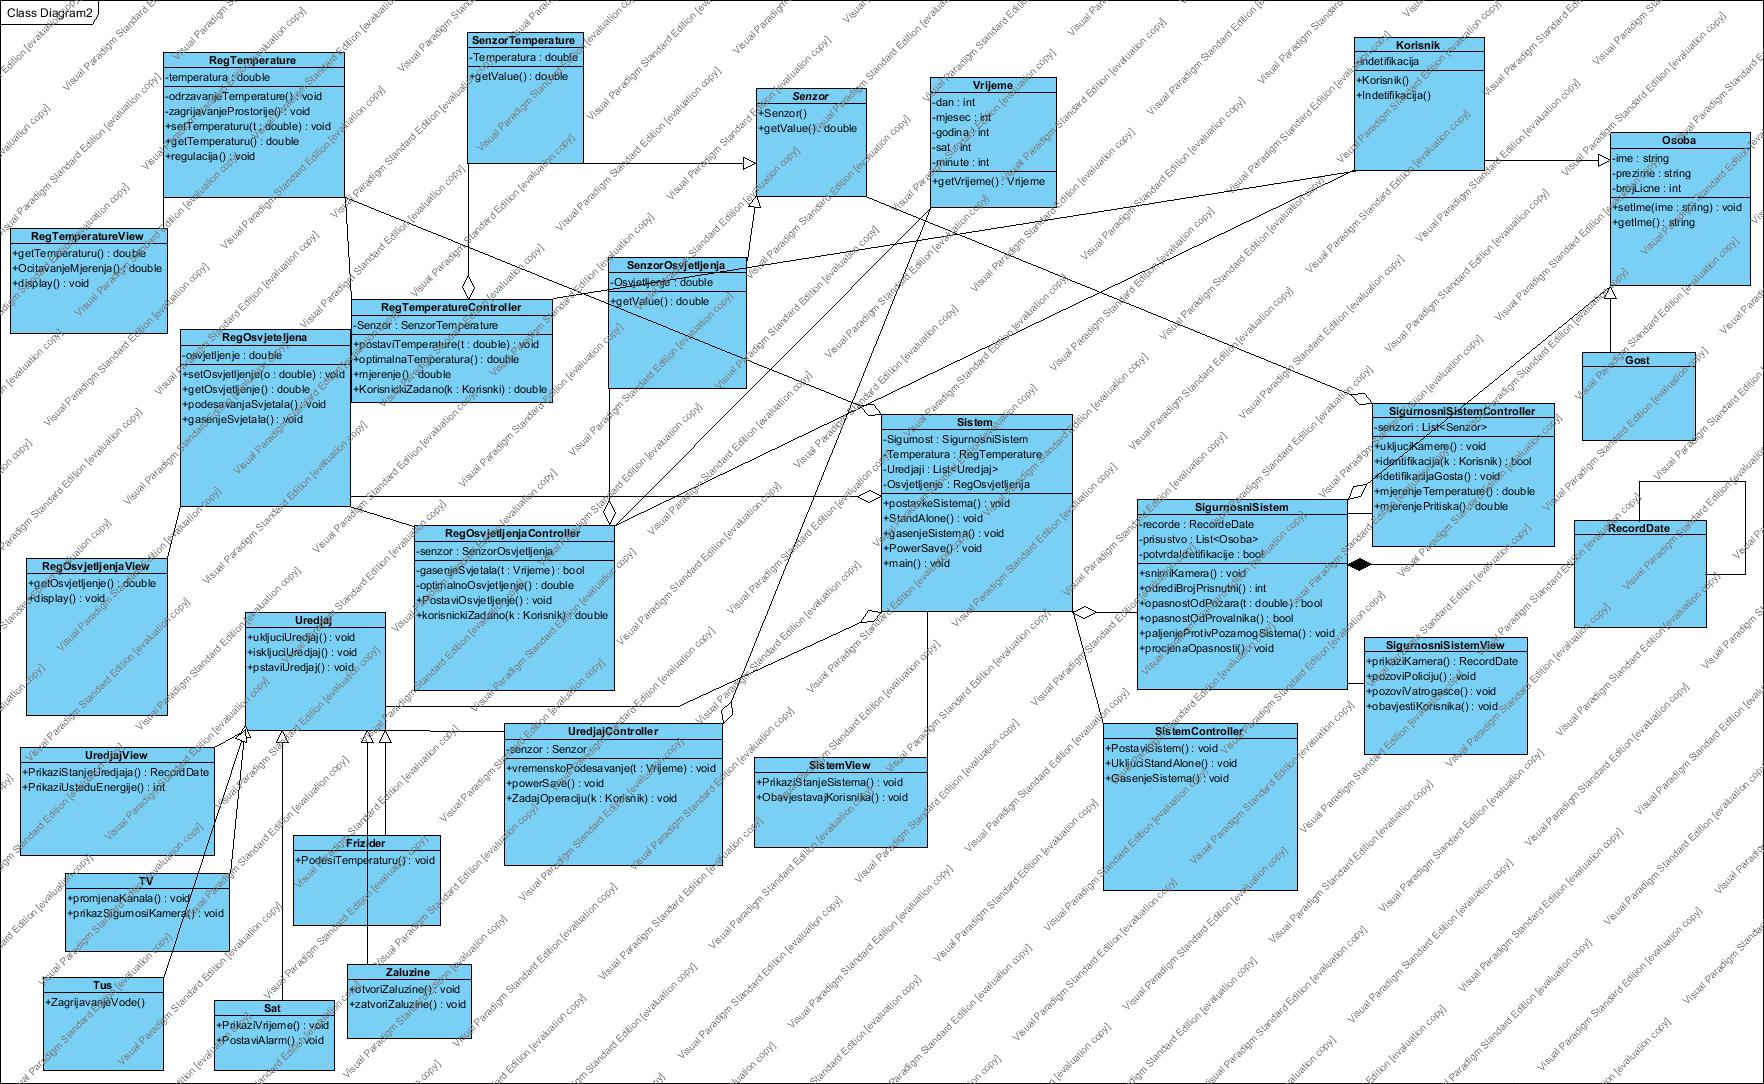 Class Diagram2
RegTemperature
-temperatura : double
-odrzavanjeTemperature() : void
-zagrijavanjeProstorije() : void
+setTemperaturu(t : double) : void
+getTemperaturu() : double
+regulacija() : void
SenzorTemperature
-Temperatura : double
+getValue() : double
Senzor
+Senzor()
+getValue() : double
Vrijeme
-dan : int
-mjesec : int
-godina : int
-sat : int
-minute : int
+getVrijeme() : Vrijeme
Korisnik
-indetifikacija
+Korisnik()
+Indetifikacija()
Osoba
-ime : string
-prezime : string
-brojLicne : int
+setIme(ime : string) : void
+getIme() : string
RegTemperatureView
+getTemperaturu() : double
+OcitavanjeMjerenja() : double
+display() : void
SenzorOsvjetljenja
-Osvjetljenje : double
+getValue() : double
RegTemperatureController
-Senzor : SenzorTemperature
+postaviTemperature(t : double) : void
+optimalnaTemperatura() : double
+mjerenje() : double
+KorisnickiZadano(k : Korisnki) : double
RegOsvjeteljena
-osvjetljenje : double
+setOsvjetljenje(o : double) : void
+getOsvjetljenje() : double
+podesavanjaSvjetala() : void
+gasenjeSvjetala() : void
Gost
Sistem
-Sigurnost : SigurnosniSistem
-Temperatura : RegTemperature
-Uredjaji : List<Uredjaj>
-Osvjetljenje : RegOsvjetljenja
+postavkeSistema() : void
+StandAlone() : void
+gasenjeSistema() : void
+PowerSave() : void
+main() : void
SigurnosniSistemController
-senzori : List<Senzor>
+ukljuciKamere() : void
+identifikacija(k : Korisnik) : bool
+idetifikacijaGosta() : void
+mjerenjeTemperature() : double
+mjerenjePritiska() : double
SigurnosniSistem
-recorde : RecordeDate
-prisustvo : List<Osoba>
-potvrdaIdetifikacije : bool
+snimiKamera() : void
+odrediBrojPrisnutni() : int
+opasnostOdPozara(t : double) : bool
+opasnostOdProvalnika() : bool
+paljenjeProtivPozarnogSistema() : void
+procjenaOpasnosti() : void
RecordDate
RegOsvjetljenjaController
-senzor : SenzorOsvjetljenja
-gasenjeSvjetala(t : Vrijeme) : bool
-optimalnoOsvjetljenje() : double
+PostaviOsvjetljenje() : void
+korisnickiZadano(k : Korisnik) : double
RegOsvjetljenjaView
+getOsvjetljenje() : double
+display() : void
Uredjaj
+ukljuciUredjaj() : void
+iskljuciUredjaj() : void
+pstaviUredjaj() : void
SigurnosniSistemView
+prikaziKamera() : RecordDate
+pozoviPoliciju() : void
+pozoviVatrogasce() : void
+obavjestiKorisnika() : void
UredjajController
-senzor : Senzor
+vremenskoPodesavanje(t : Vrijeme) : void
+powerSave() : void
+ZadajOperaciju(k : Korisnik) : void
SistemController
+PostaviSistem() : void
+UkljuciStandAlone() : void
+GasenjeSistema() : void
UredjajView
+PrikaziStanjeUredjaja() : RecordDate
+PrikaziUsteduEnergije() : int
SistemView
+PrikaziStanjeSistema() : void
+ObavjestavajKorisnika() : void
Frizider
+PodesiTemperaturu() : void
TV
+promjenaKanala() : void
+prikazSigurnosiKamera() : void
Zaluzine
+otvoriZaluzine() : void
+zatvoriZaluzine() : void
Tus
+ZagrijavanjeVode()
Sat
+PrikaziVrijeme() : void
+PostaviAlarm() : void
Visual Paradigm Standard Edition [evaluation copy]